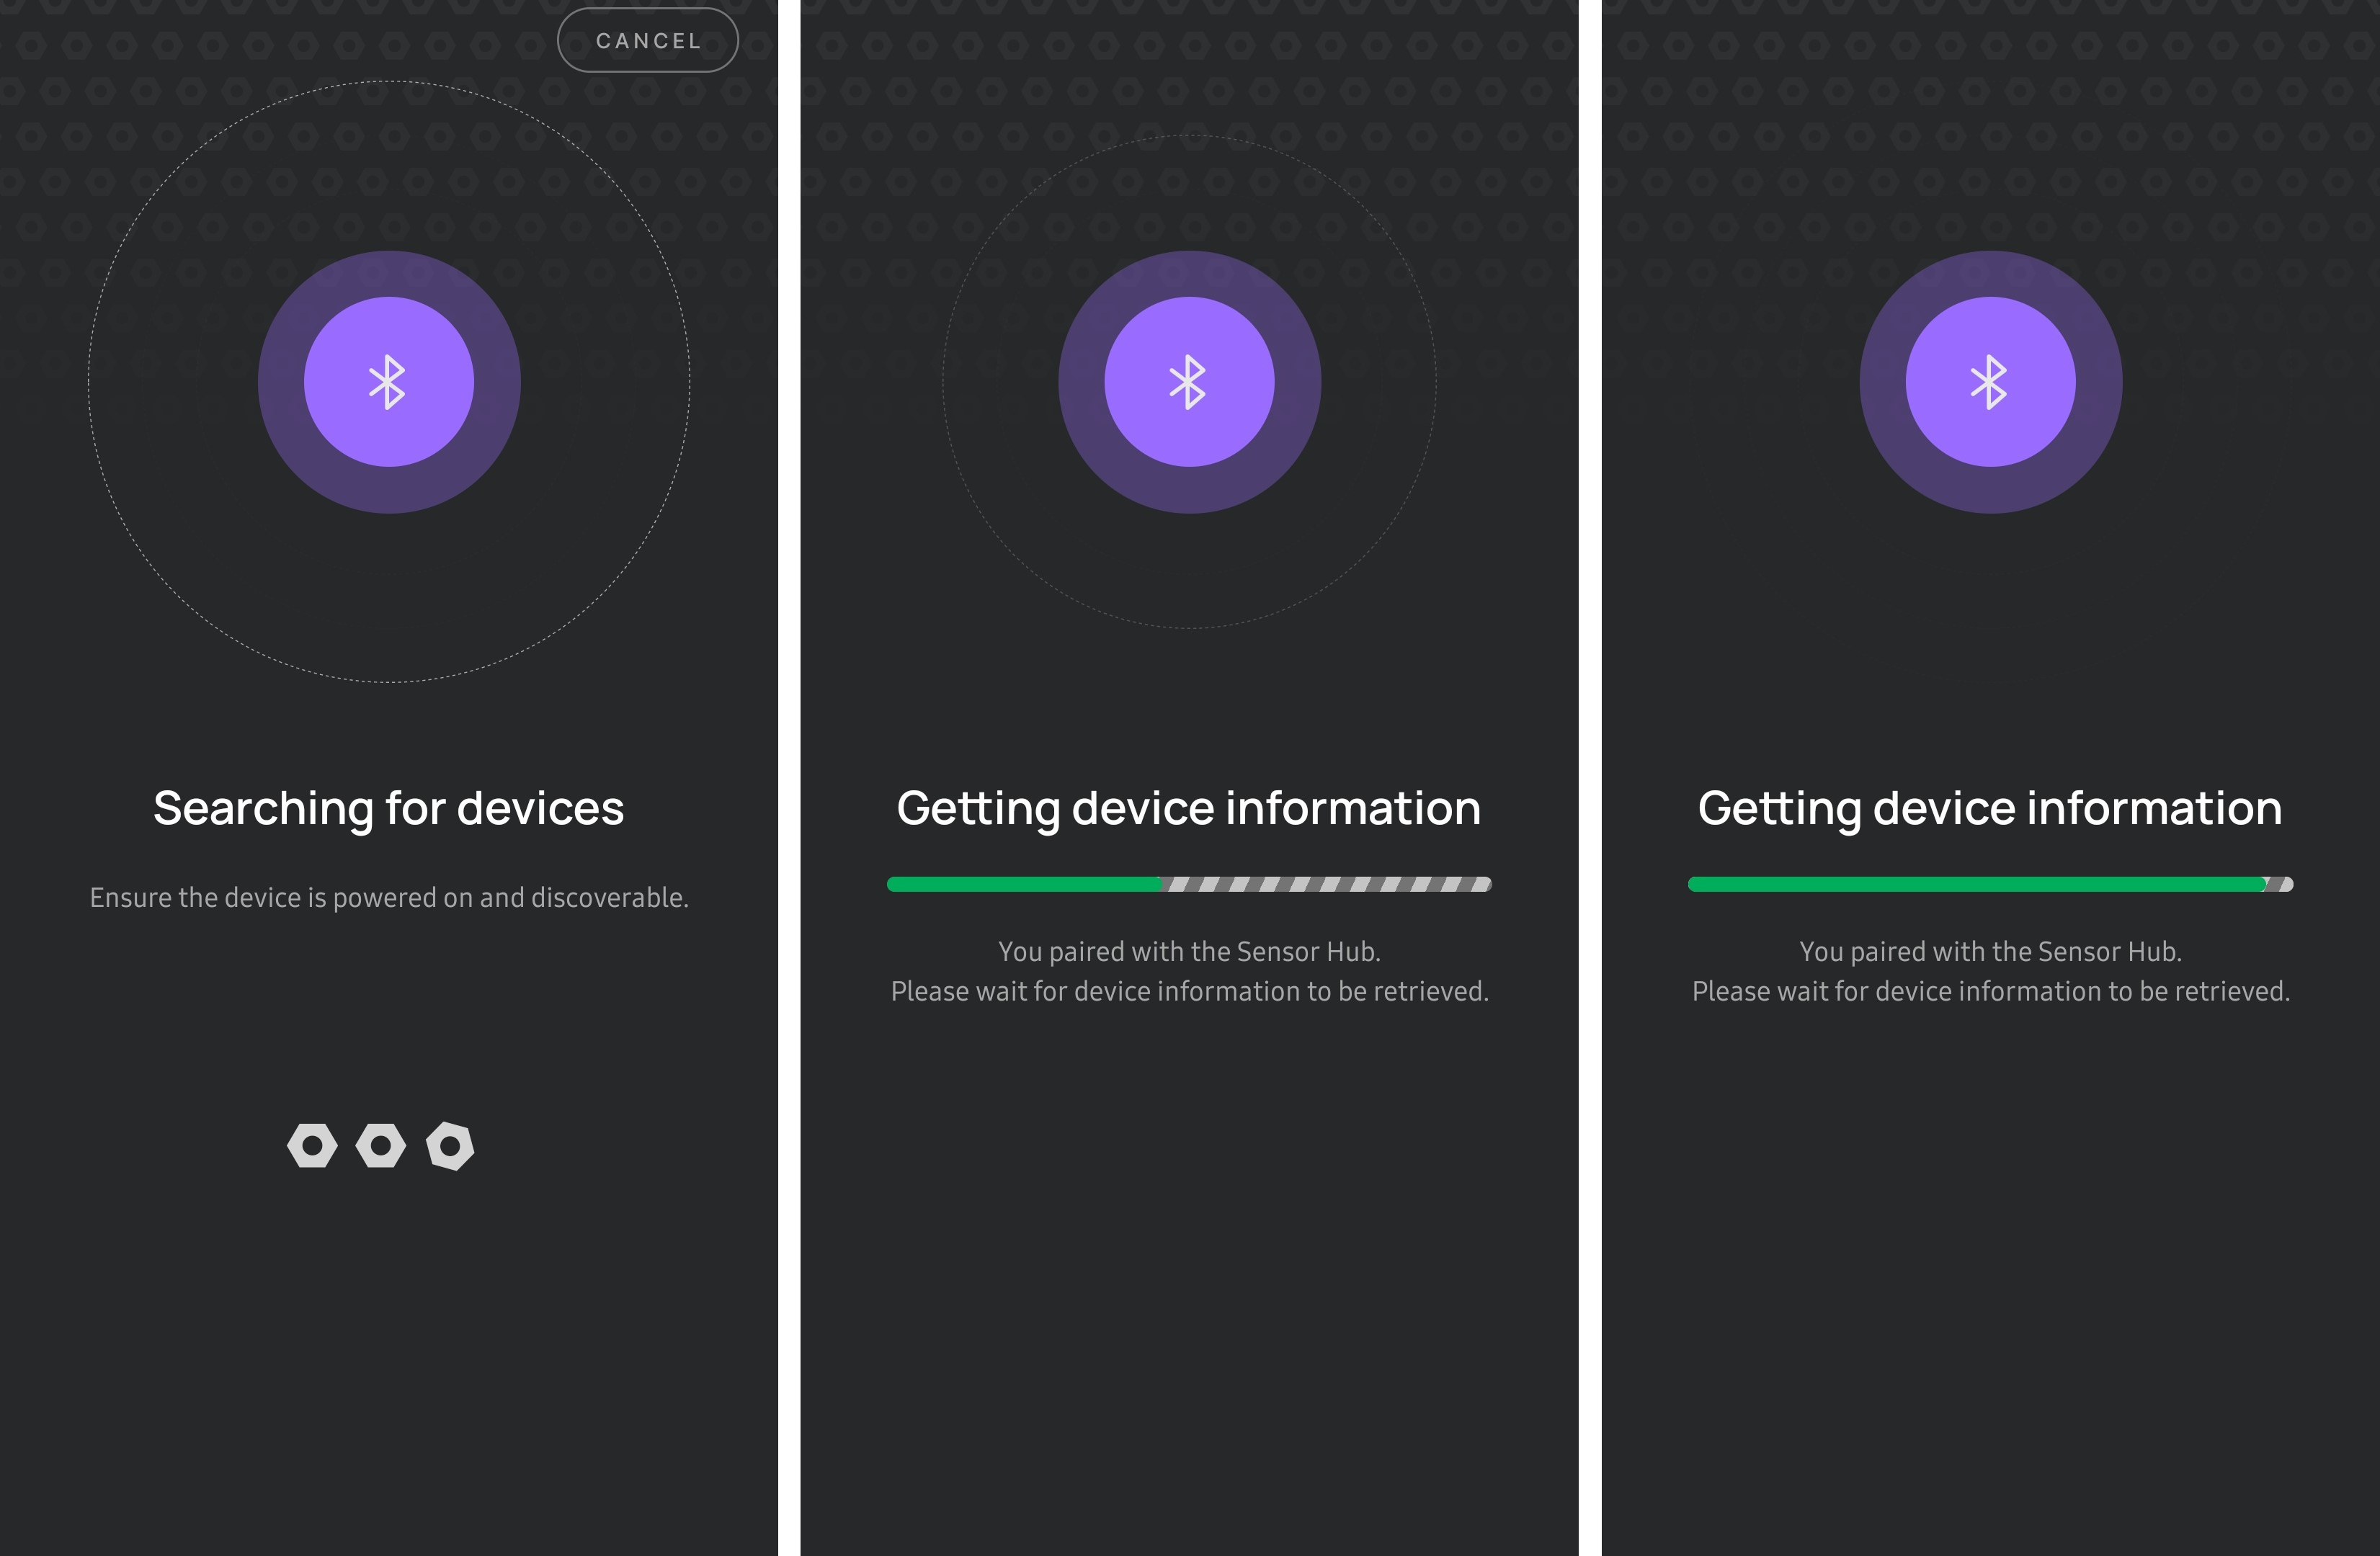 CANCEL
Searching for devices
Ensure the device is powered on and discoverable.
Getting device information
You paired with the Sensor Hub.
Please wait for device information to be retrieved.
Getting device information
You paired with the Sensor Hub.
Please wait for device information to be retrieved.